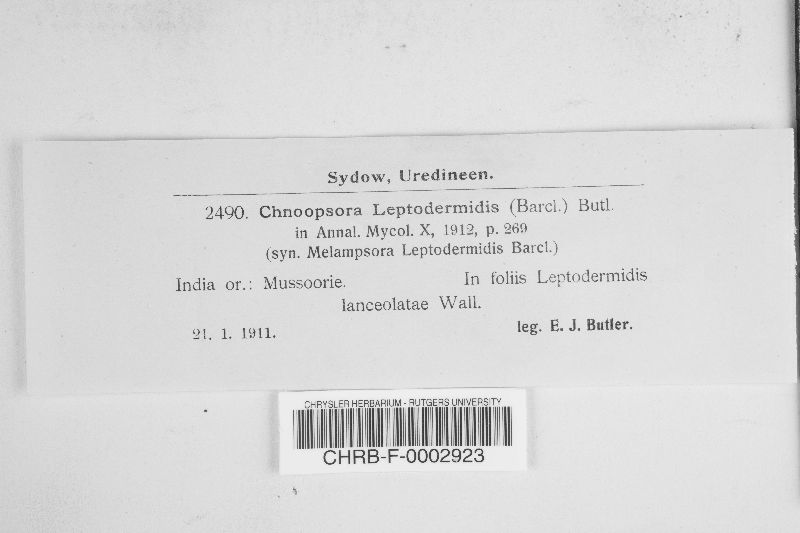 Sydow, Uredineen.
2490. Chnoopsora Leptodermidis (Barcl.) Butl.
in Annal. Mycol. X, 1912, p. 269
(syn. Melampsora Leptodermidis Barcl.)
India or.: Mussoorie. In foliis Leptodermidis
lanceolatae Wall.
21. 1. 1911. leg. E. J. Butler.
CHRYSLER HERBARIUM - RUTGERS UNIVERSITY
CHRB-F-0002923